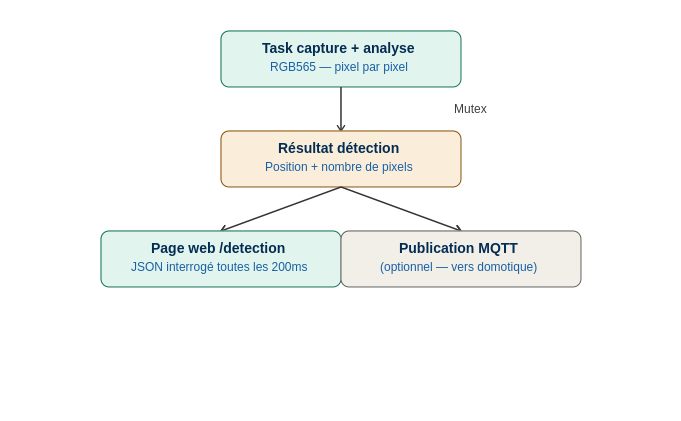 Task capture + analyse
RGB565 — pixel par pixel
Mutex
Résultat détection
Position + nombre de pixels
Page web /detection
JSON interrogé toutes les 200ms
Publication MQTT
(optionnel — vers domotique)